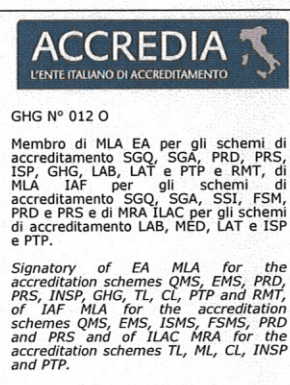 ACCREDIA
L'ENTE ITALIANO DI ACCREDITAMENTO
GHG N° 012 O
Membro di MLA EA per gli schemi di
accreditamento SGQ, SGA, PRD, PRS,
ISP, GHG, LAB, LAT e PTP e RMT, di
MLA IAF per gli schemi di
accreditamento SGQ, SGA, SSI, FSM,
PRD e PRS e di MRA ILAC per gli schemi
di accreditamento LAB, MED, LAT e ISP
e PTP.
Signatory of EA MLA for the
accreditation schemes QMS, EMS, PRD,
PRS, INSP, GHG, TL, CL, PTP and RMT,
of IAF MLA for the accreditation
schemes QMS, EMS, ISMS, FSMS, PRD
and PRS and of ILAC MRA for the
accreditation schemes TL, ML, CL, INSP
and PTP.